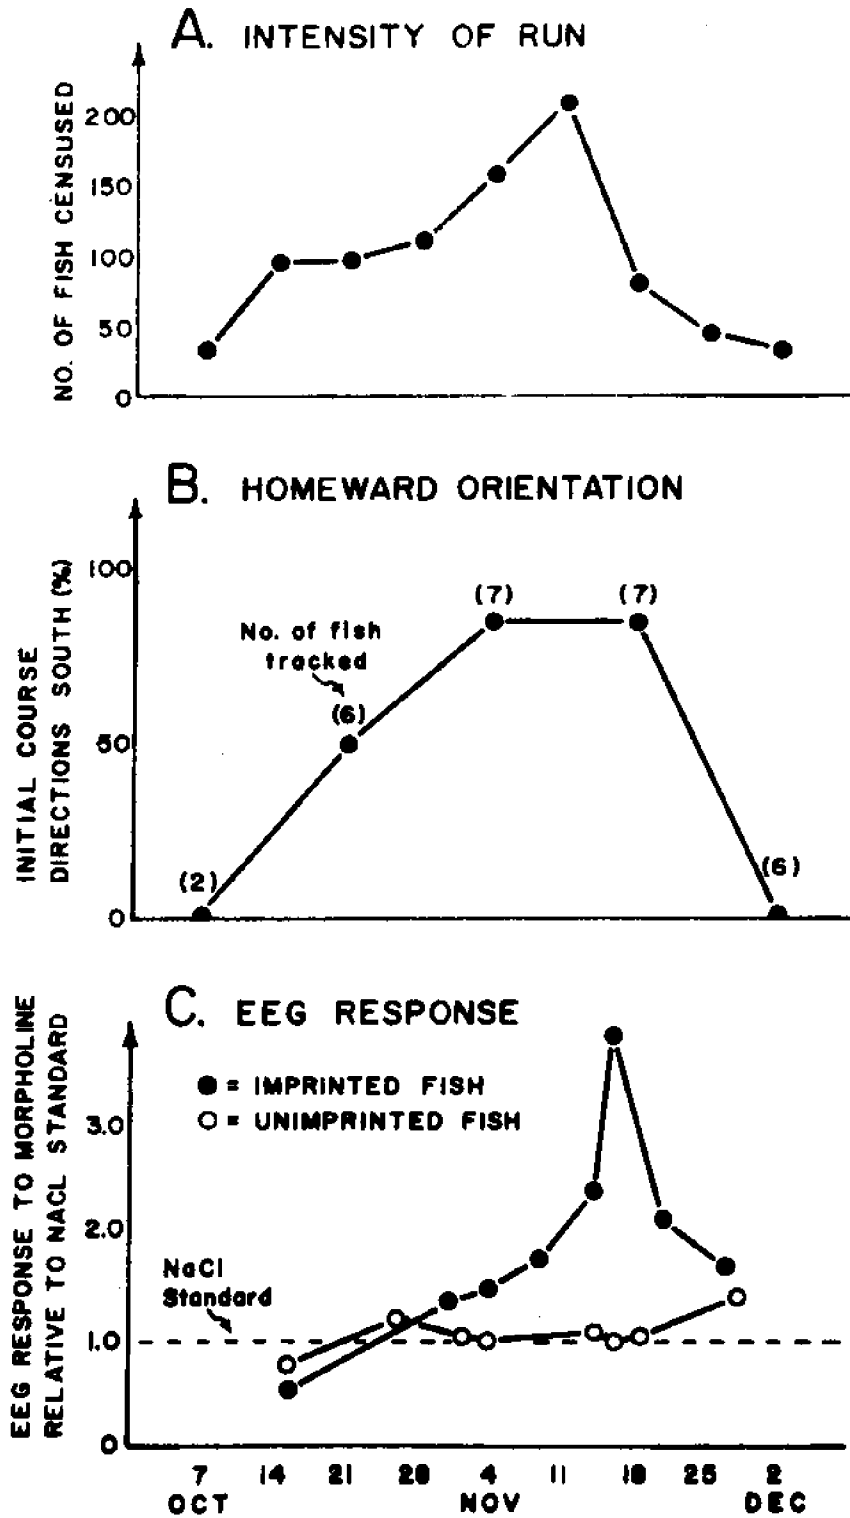 A. INTENSITY OF RUN
NO. OF FISH CENSUSED
200
150
100
50
0
B. HOMEWARD ORIENTATION
INITIAL COURSE
DIRECTIONS SOUTH (%)
100
50
0
No. of fish
tracked
(2)
(6)
(7)
(7)
(6)
C. EEG RESPONSE
EEG RESPONSE TO MORPHOLINE
RELATIVE TO NACL STANDARD
● = IMPRINTED FISH
○ = UNIMPRINTED FISH
3.0
2.0
1.0
0
NaCl
Standard
7 14 21 28 4 11 18 25 2
OCT NOV DEC